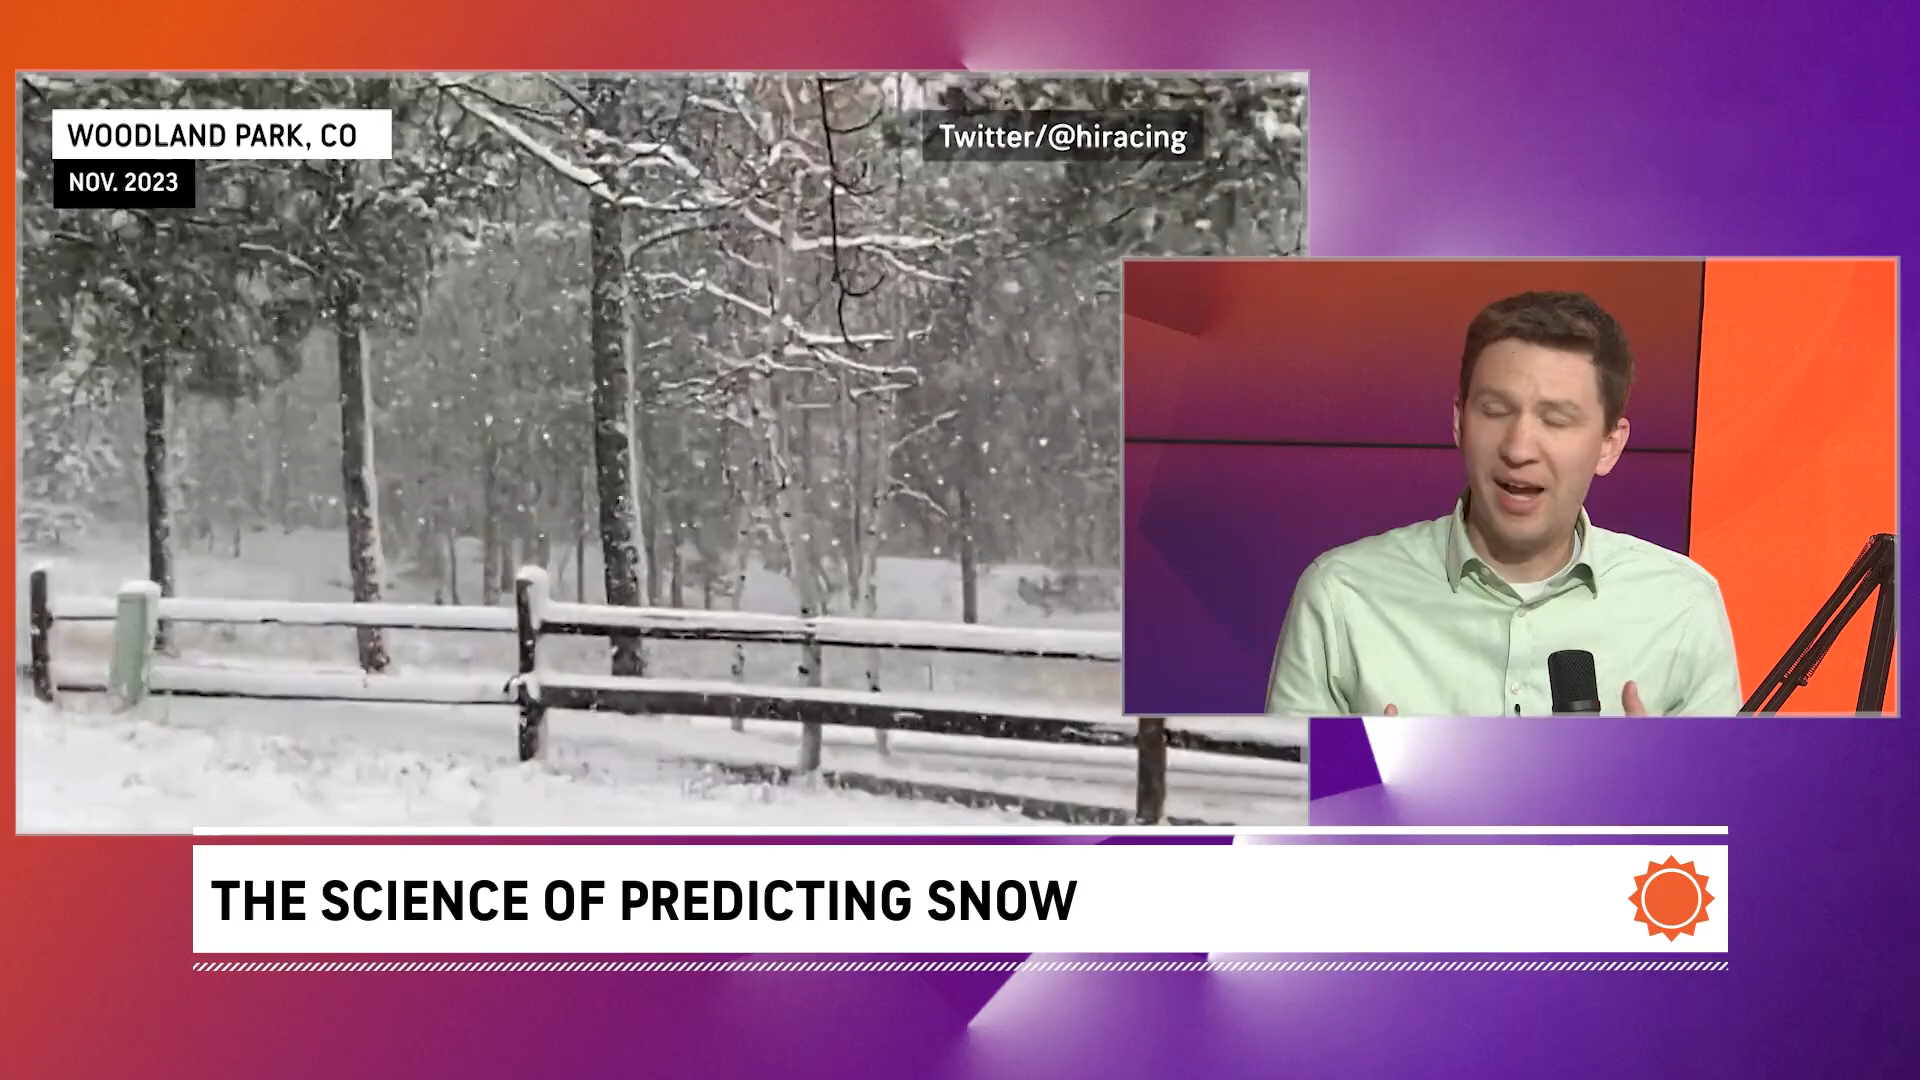 WOODLAND PARK, CO
Twitter/@hiracing
NOV. 2023
THE SCIENCE OF PREDICTING SNOW